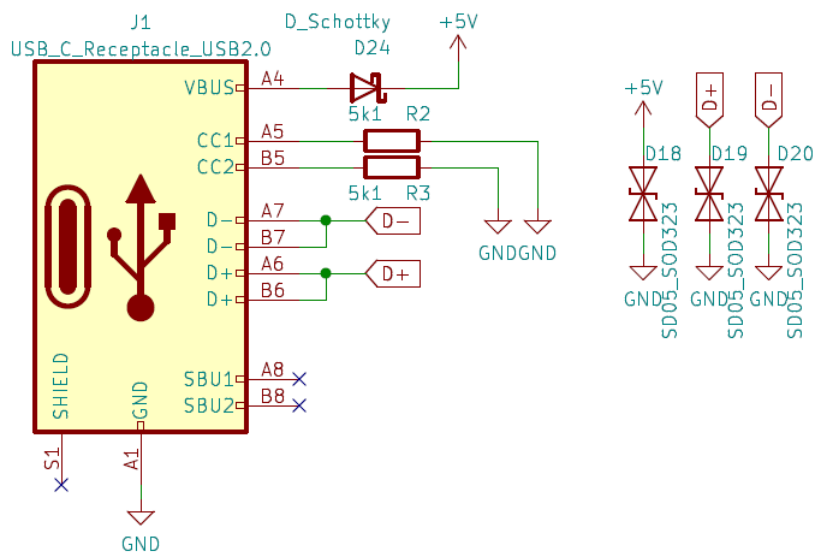 J1
USB_C_Receptacle_USB2.0
VBUS
A4
CC1
A5
CC2
B5
D-
A7
D-
B7
D+
A6
D+
B6
SBU1
A8
SBU2
B8
SHIELD
GND
S1
A1
GND
D_Schottky
D24
+5V
5k1
R2
5k1
R3
GND
GND
D-
D+
+5V
D+
D-
D18
D19
D20
SD05_SOD323
SD05_SOD323
SD05_SOD323
GND
GND
GND